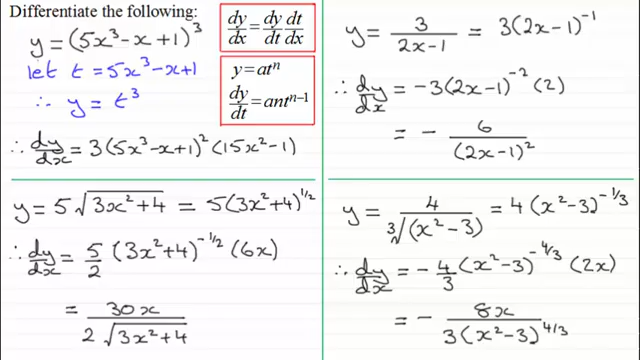 Differentiate the following:
y = (5x³ - x + 1)³
let t = 5x³ - x + 1
∴ y = t³
dy/dx = dy/dt dt/dx
y = atⁿ
dy/dt = antⁿ⁻¹
∴ dy/dx = 3(5x³ - x + 1)² (15x² - 1)
y = 5√(3x² + 4) = 5(3x² + 4)^1/2
∴ dy/dx = 5/2 (3x² + 4)^-1/2 (6x)
= 30x / 2√(3x² + 4)
y = 3/(2x - 1) = 3(2x - 1)⁻¹
∴ dy/dx = -3(2x - 1)⁻² (2)
= - 6/(2x - 1)²
y = 4/∛(x² - 3) = 4(x² - 3)^-1/3
∴ dy/dx = -4/3 (x² - 3)^-4/3 (2x)
= - 8x / 3(x² - 3)^4/3